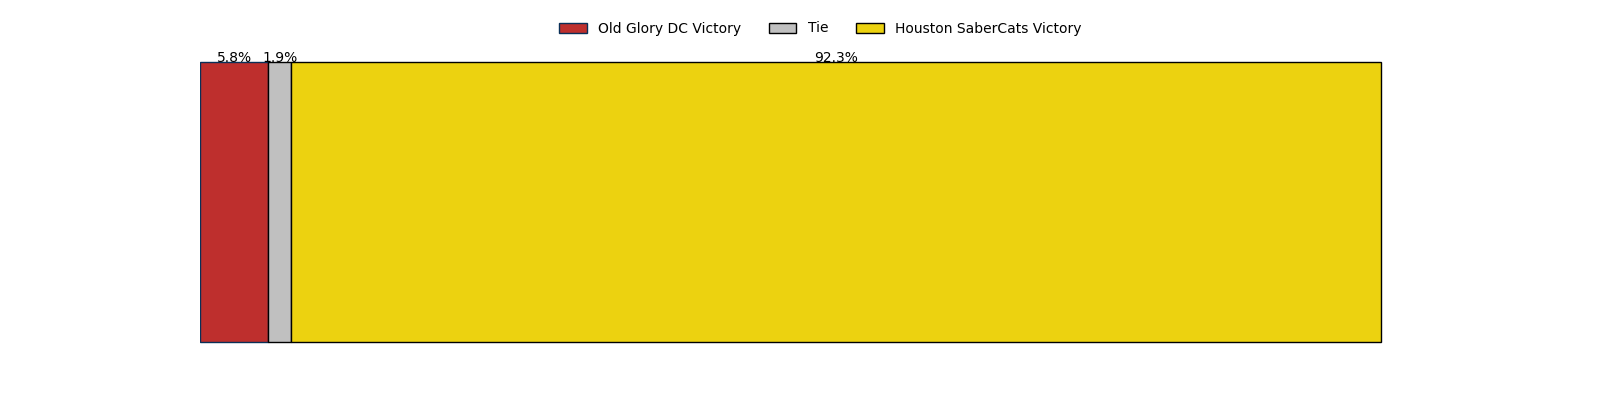 Old Glory DC Victory Tie Houston SaberCats Victory
5.8% 1.9% 92.3%